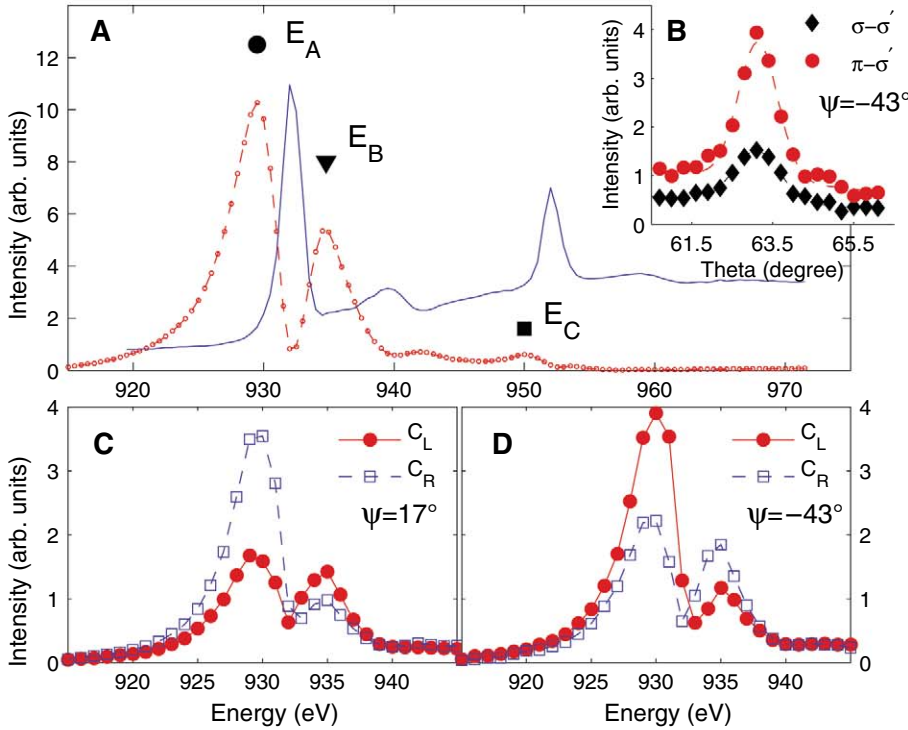 A
E_A
E_B
E_C
Intensity (arb. units)
12
10
8
6
4
2
0
920
930
940
950
960
970
B
σ−σ′
π−σ′
ψ=−43°
Intensity (arb. units)
4
3
2
1
0
61.5
63.5
65.5
Theta (degree)
C
C_L
C_R
ψ=17°
Intensity (arb. units)
4
3
2
1
0
920
925
930
935
940
Energy (eV)
D
C_L
C_R
ψ=−43°
4
3
2
1
0
920
925
930
935
940
Energy (eV)